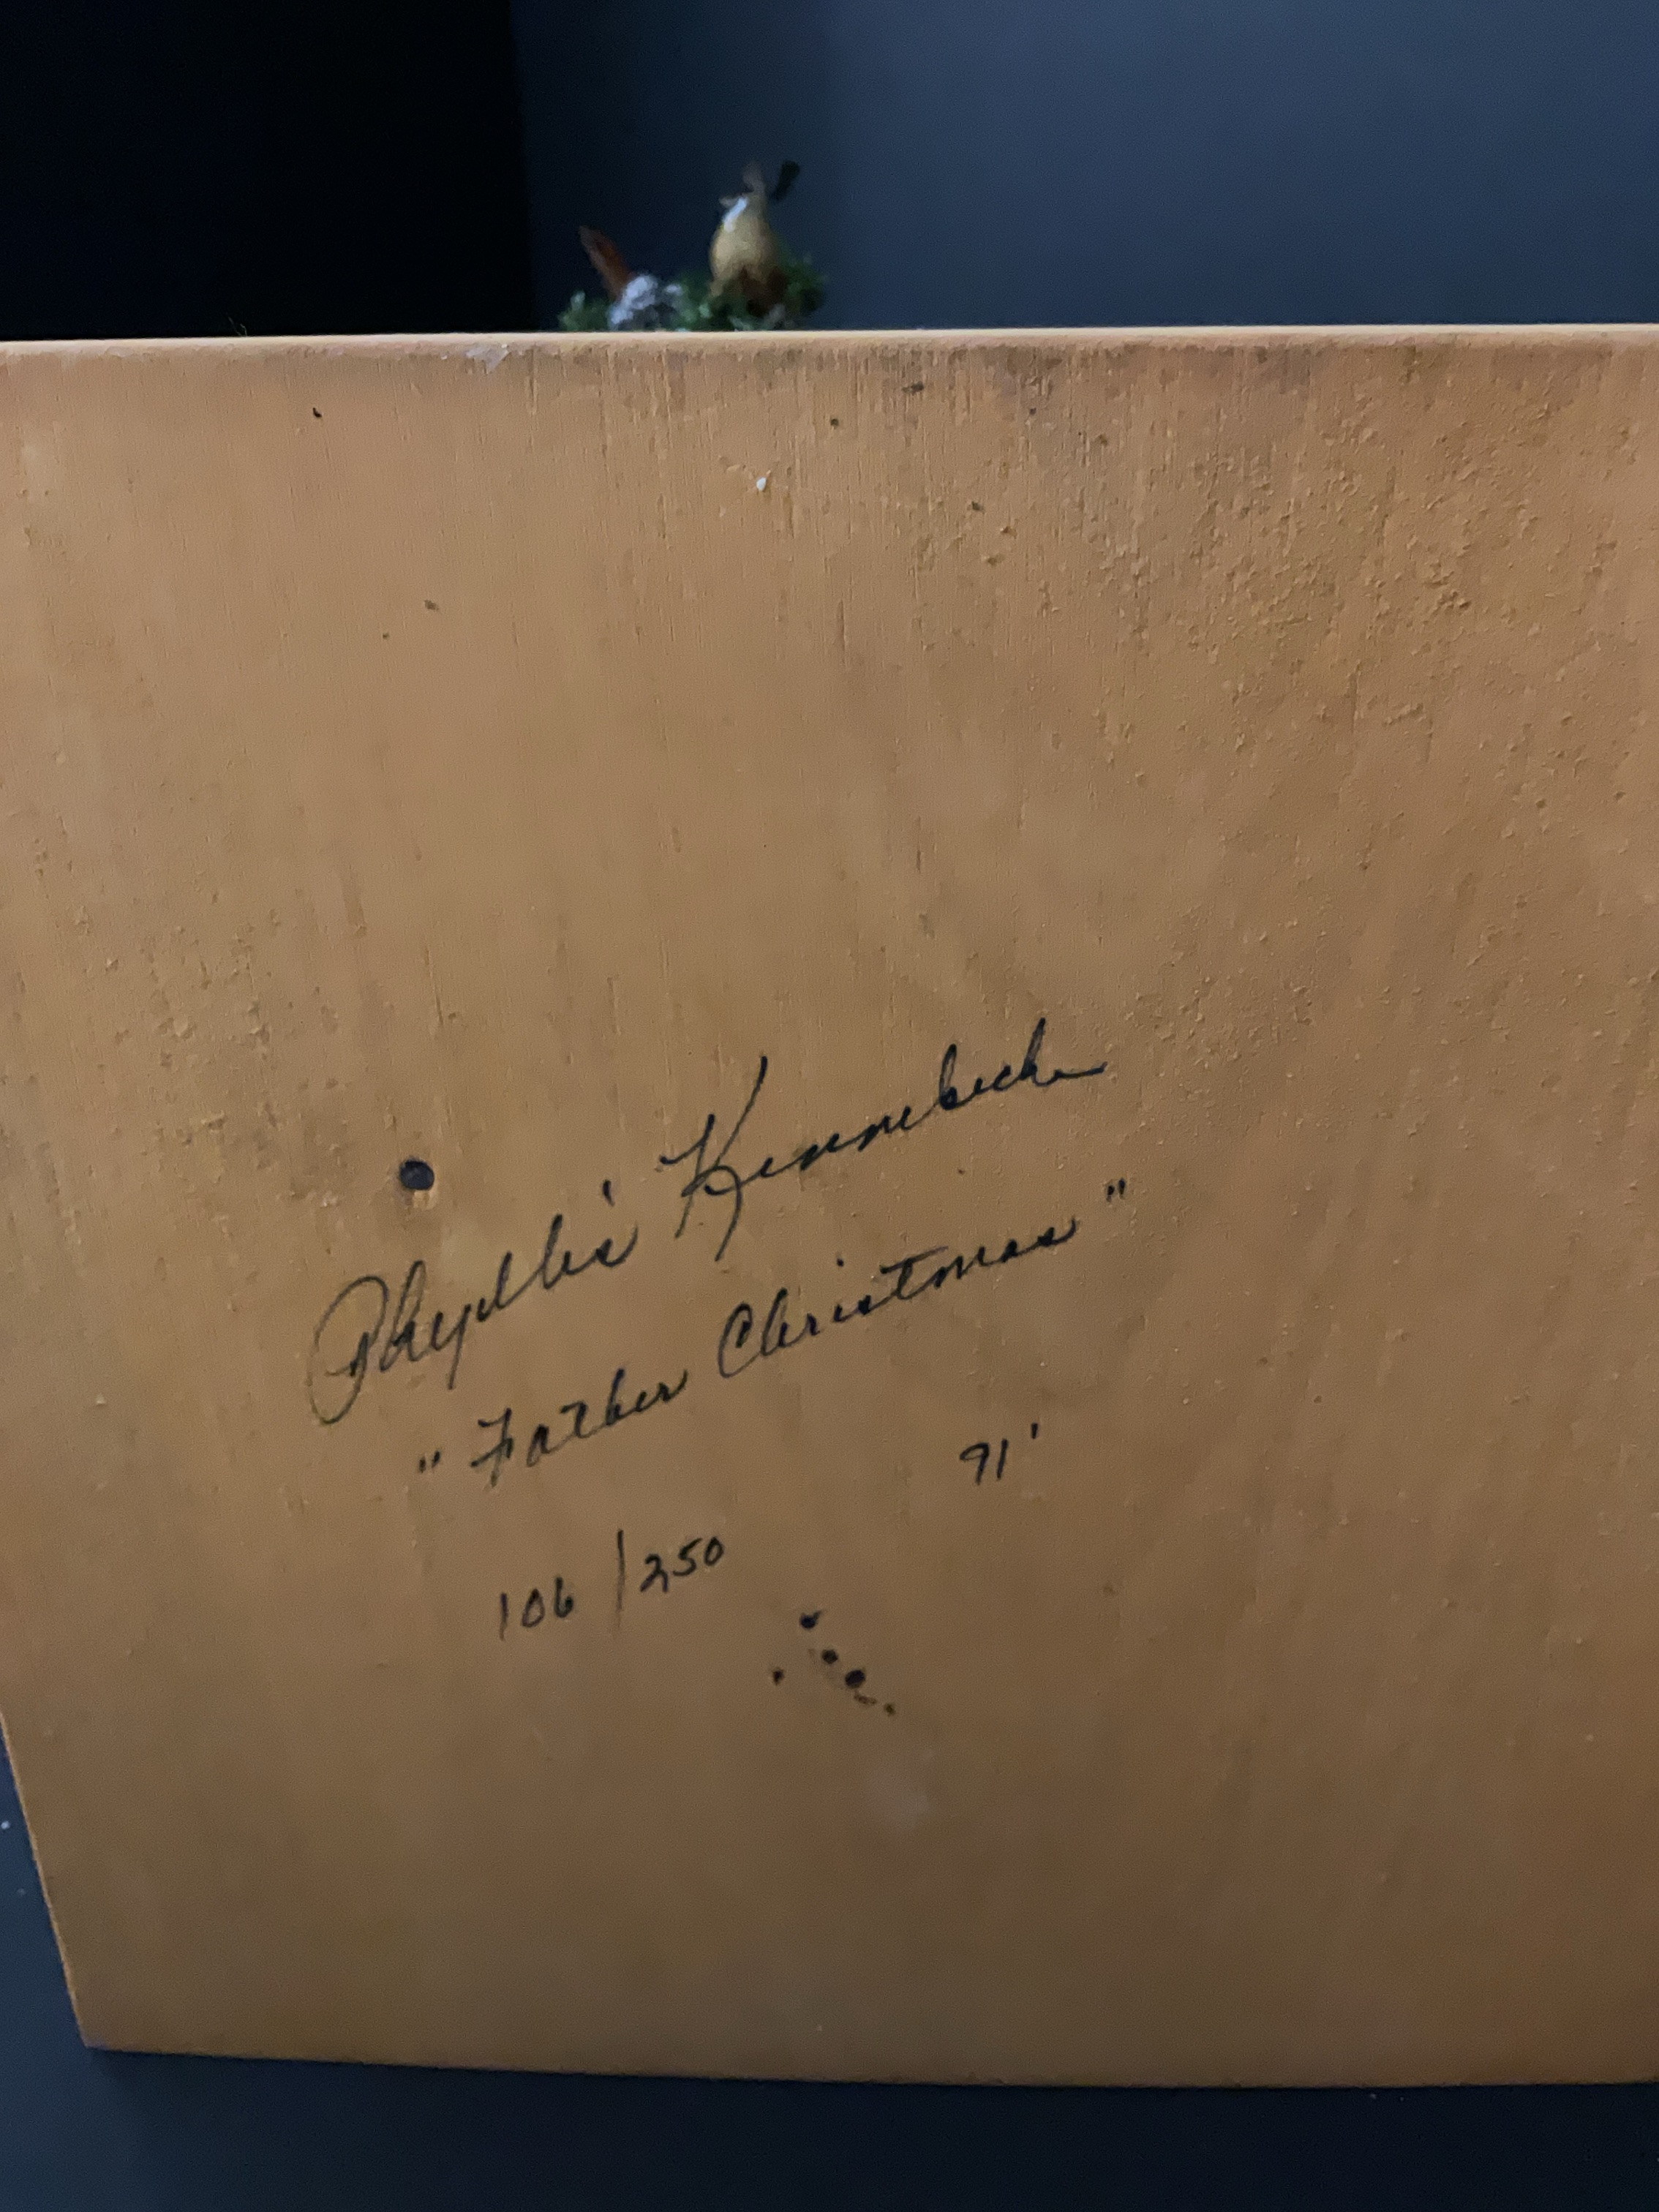 Phyllis Kennebeck
"Father Christmas"
91'
106/250